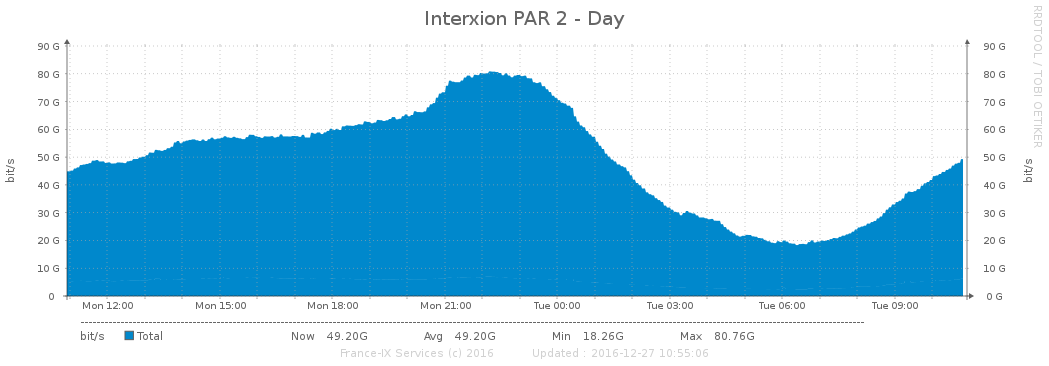 Interxion PAR 2 - Day
RRDTOOL / TOBI OETIKER
90 G 90 G
80 G 80 G
70 G 70 G
60 G 60 G
50 G 50 G
40 G 40 G
30 G 30 G
20 G 20 G
10 G 10 G
0 0 G
bit/s
bit/s
Mon 12:00 Mon 15:00 Mon 18:00 Mon 21:00 Tue 00:00 Tue 03:00 Tue 06:00 Tue 09:00
bit/s Total Now 49.20G Avg 49.20G Min 18.26G Max 80.76G
France-IX Services (c) 2016 Updated : 2016-12-27 10:55:06